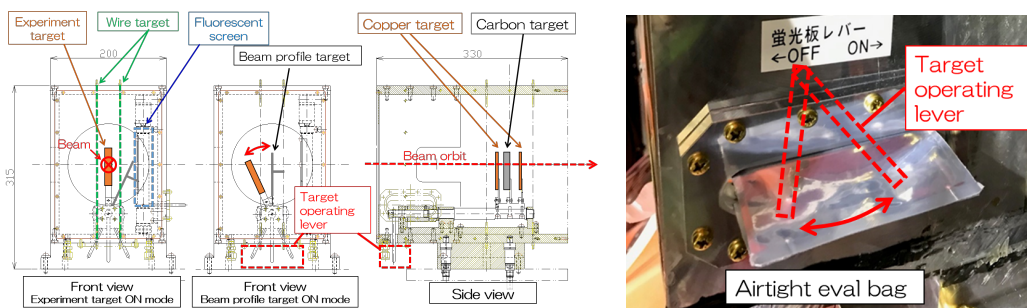 Experiment
target
Wire target
Fluorescent
screen
Beam profile target
Copper target
Carbon target
200
330
315
Beam
Beam orbit
Target
operating
lever
Front view
Experiment target ON mode
Front view
Beam profile target ON mode
Side view
蛍光板レバー
←OFF ON→
Target
operating
lever
Airtight eval bag